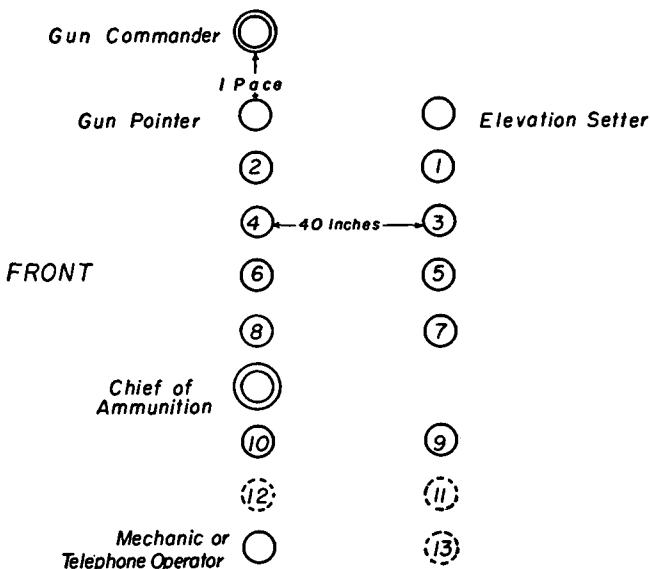 Gun Commander
1 Pace
Gun Pointer
Elevation Setter
2
1
4
40 Inches
3
FRONT
6
5
8
7
Chief of
Ammunition
10
9
12
11
Mechanic or
Telephone Operator
13